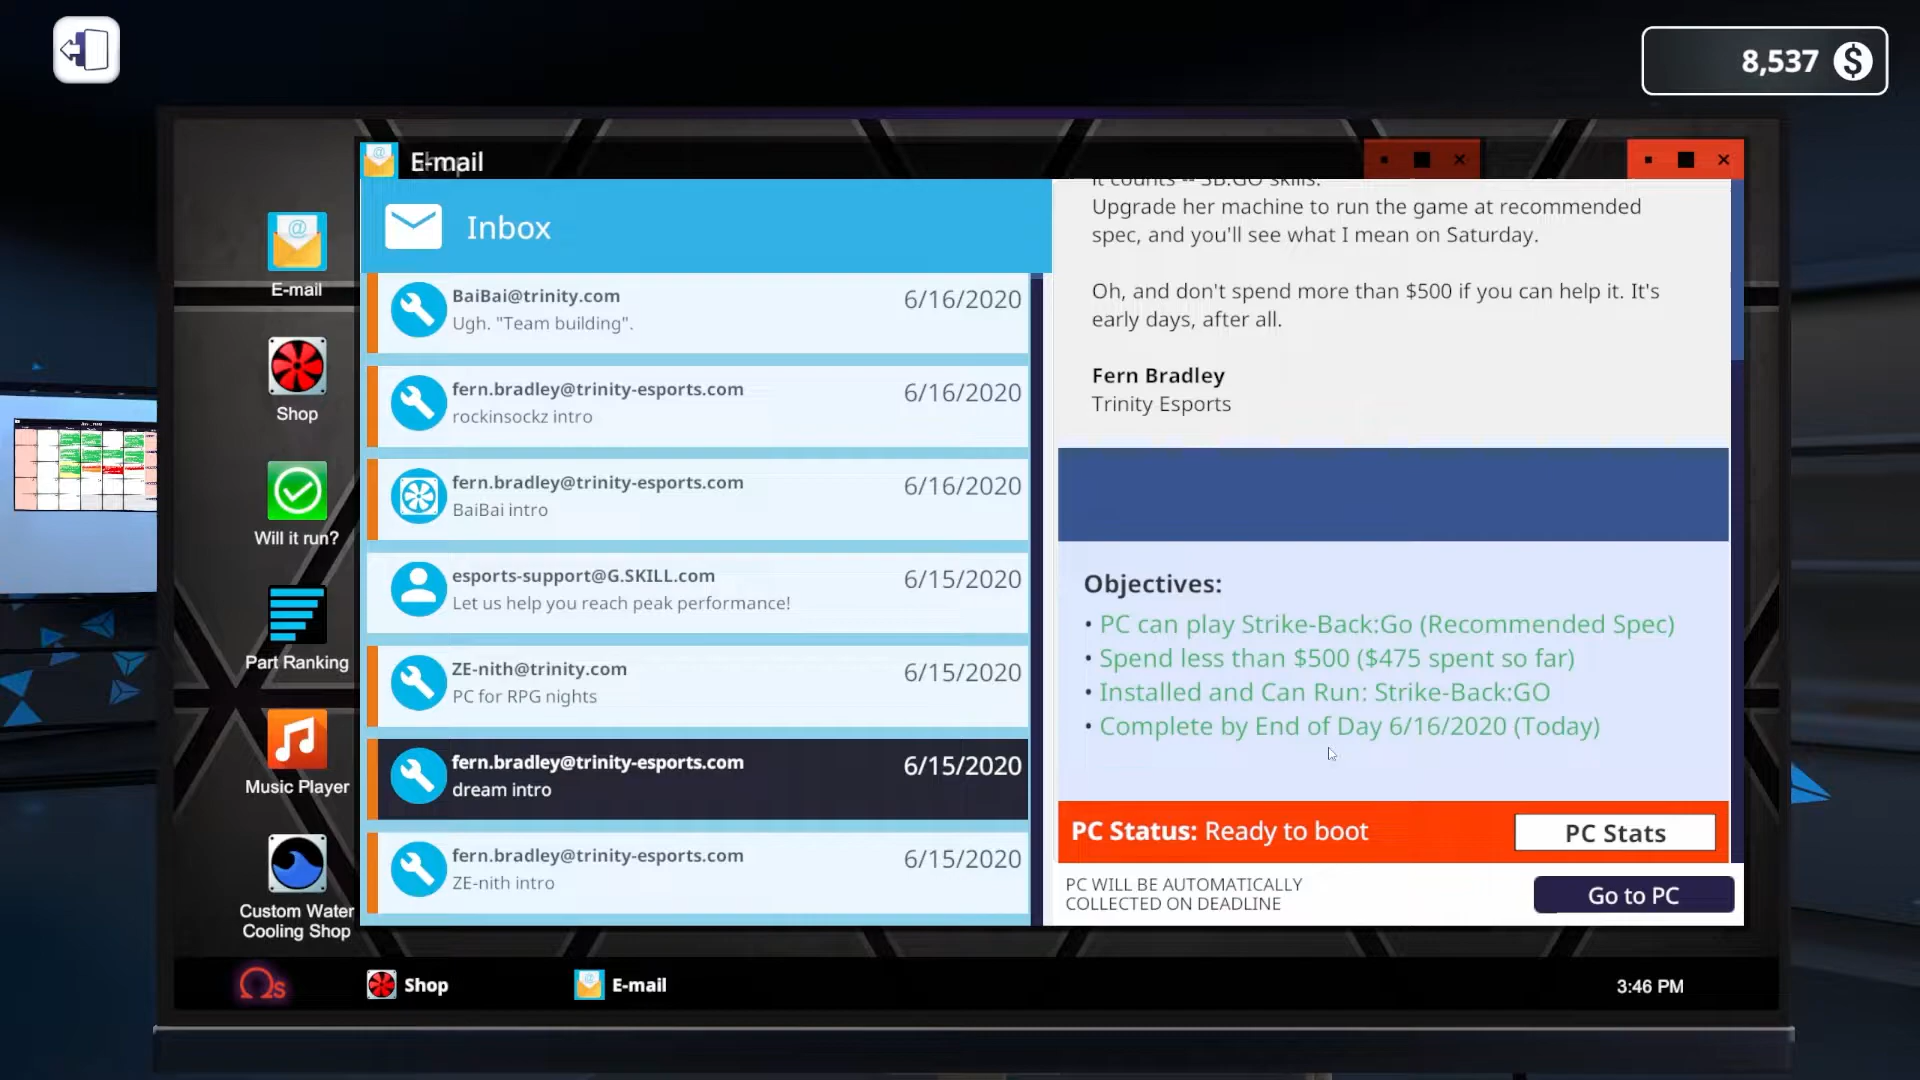 8,537
E-mail
Inbox
BaiBai@trinity.com
6/16/2020
Ugh. "Team building".
fern.bradley@trinity-esports.com
6/16/2020
rockinsockz intro
fern.bradley@trinity-esports.com
6/16/2020
BaiBai intro
esports-support@G.SKILL.com
6/15/2020
Let us help you reach peak performance!
ZE-nith@trinity.com
6/15/2020
PC for RPG nights
fern.bradley@trinity-esports.com
6/15/2020
dream intro
fern.bradley@trinity-esports.com
6/15/2020
ZE-nith intro
it counts -- SB:GO skills.
Upgrade her machine to run the game at recommended
spec, and you'll see what I mean on Saturday.
Oh, and don't spend more than $500 if you can help it. It's
early days, after all.
Fern Bradley
Trinity Esports
Objectives:
• PC can play Strike-Back:Go (Recommended Spec)
• Spend less than $500 ($475 spent so far)
• Installed and Can Run: Strike-Back:GO
• Complete by End of Day 6/16/2020 (Today)
PC Status: Ready to boot
PC Stats
PC WILL BE AUTOMATICALLY
COLLECTED ON DEADLINE
Go to PC
E-mail
Shop
Will it run?
Part Ranking
Music Player
Custom Water
Cooling Shop
Ωs
Shop
E-mail
3:46 PM